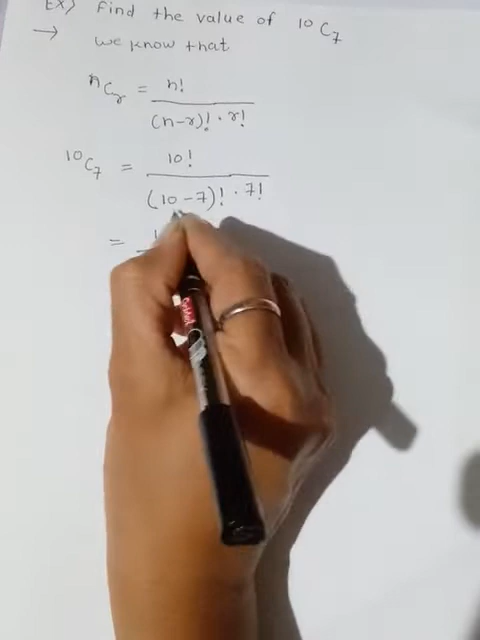 Ex) Find the value of ¹⁰C₇
→ we know that
ⁿCᵣ = n! / (n-r)! · r!
¹⁰C₇ = 10! / (10-7)! · 7!
=